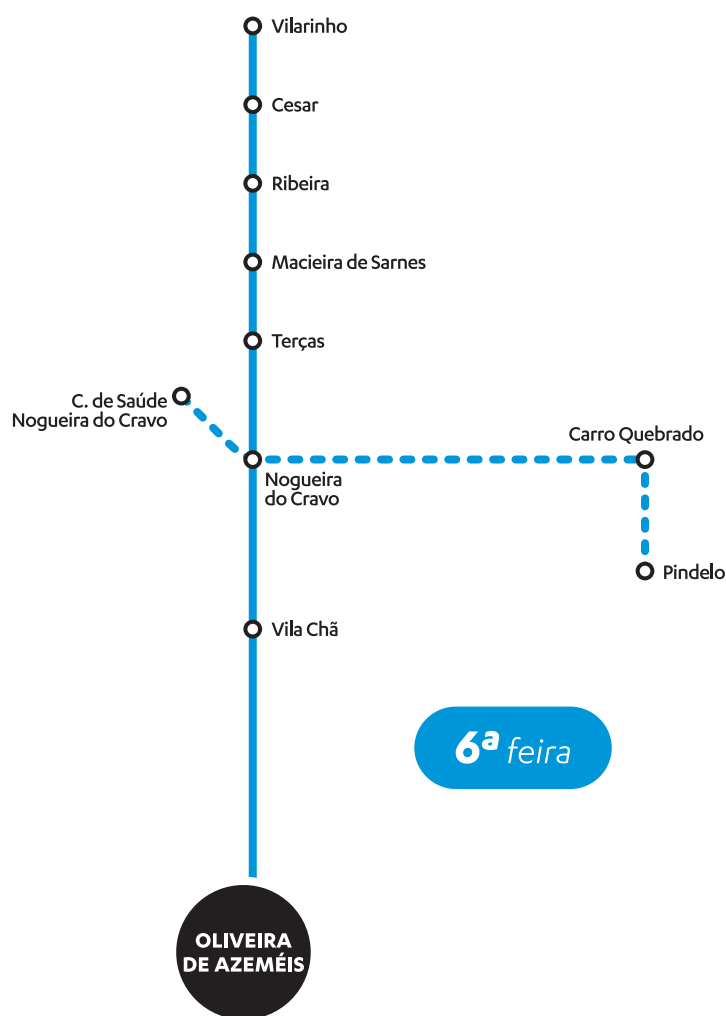 Vilarinho
Cesar
Ribeira
Macieira de Sarnes
Terças
C. de Saúde
Nogueira do Cravo
Carro Quebrado
Nogueira
do Cravo
Pindelo
Vila Chã
6ª feira
OLIVEIRA
DE AZEMÉIS